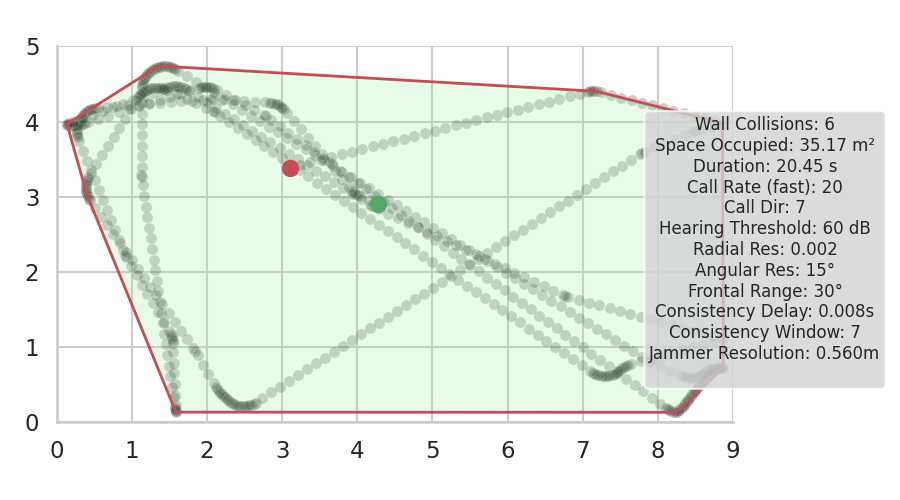 5
4
3
2
1
0
0 1 2 3 4 5 6 7 8 9
Wall Collisions: 6
Space Occupied: 35.17 m²
Duration: 20.45 s
Call Rate (fast): 20
Call Dir: 7
Hearing Threshold: 60 dB
Radial Res: 0.002
Angular Res: 15°
Frontal Range: 30°
Consistency Delay: 0.008s
Consistency Window: 7
Jammer Resolution: 0.560m